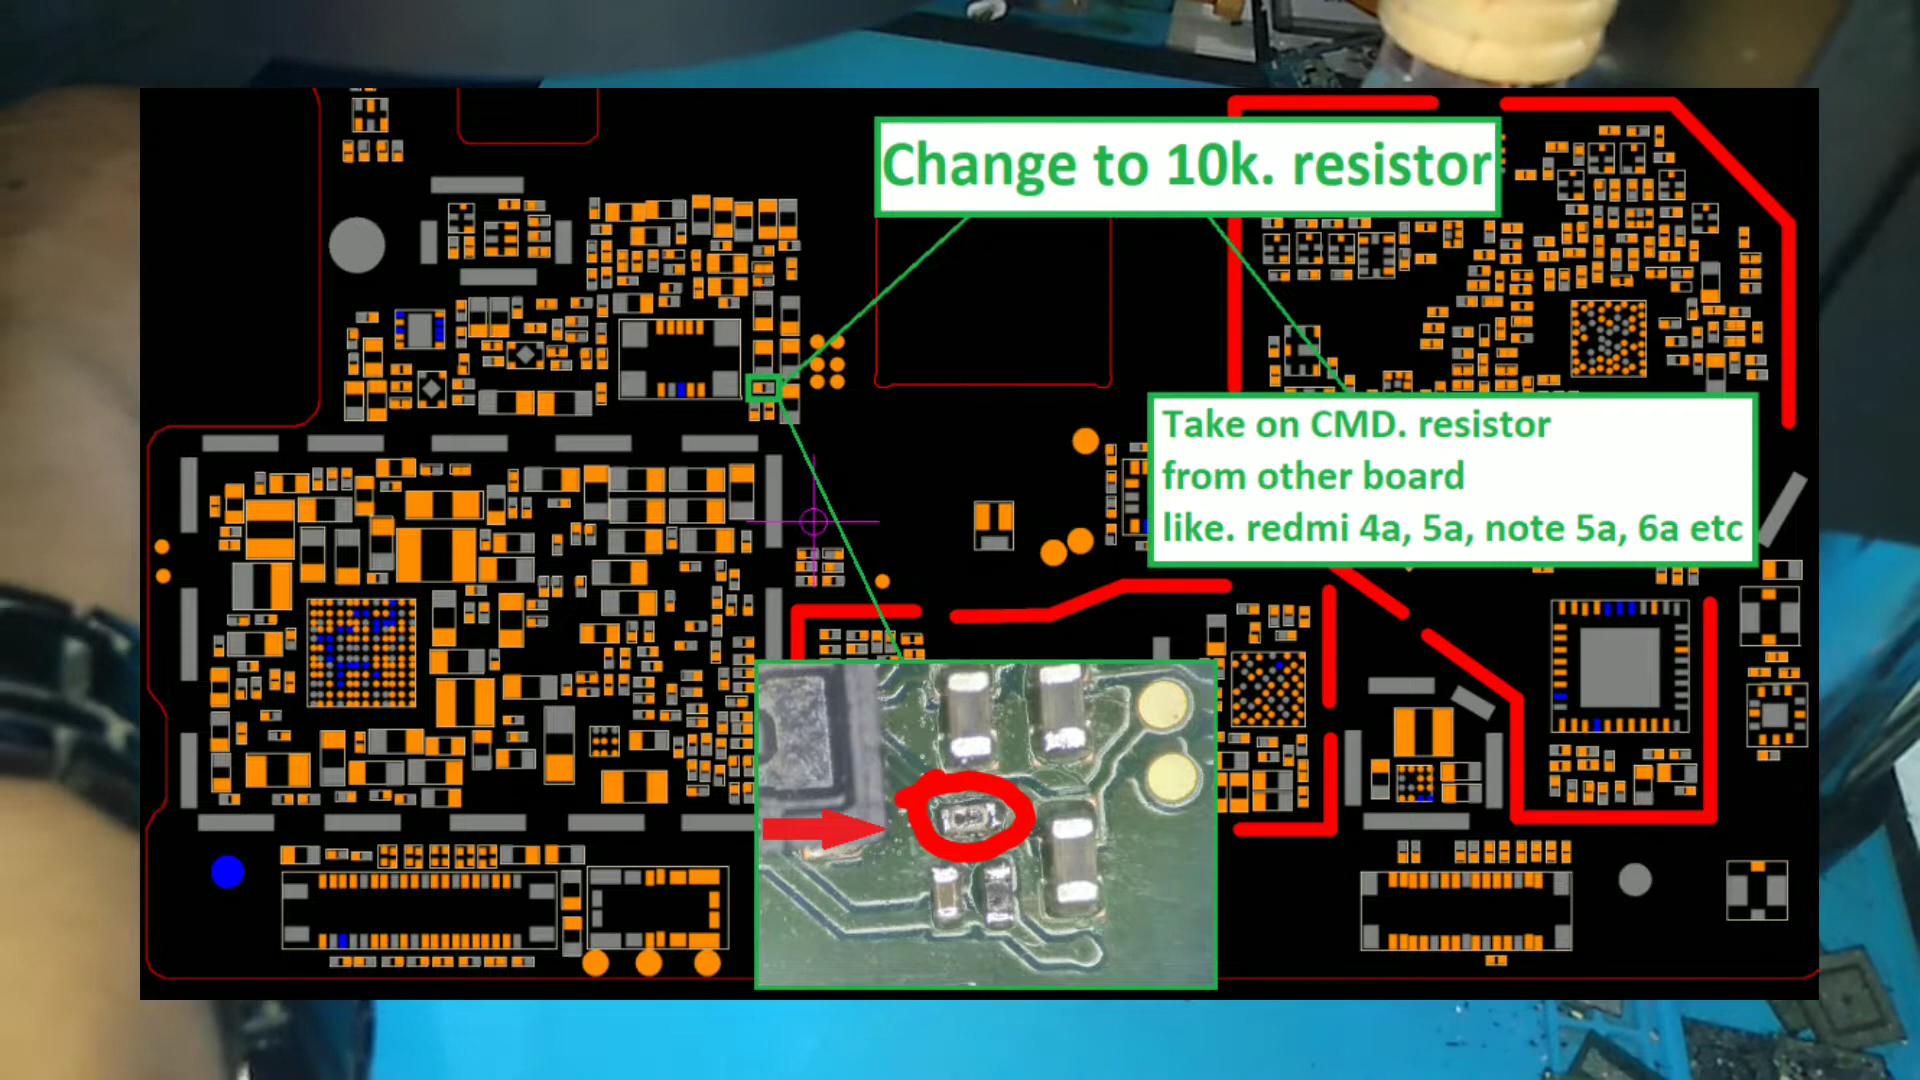 Change to 10k. resistor
Take on CMD. resistor
from other board
like. redmi 4a, 5a, note 5a, 6a etc